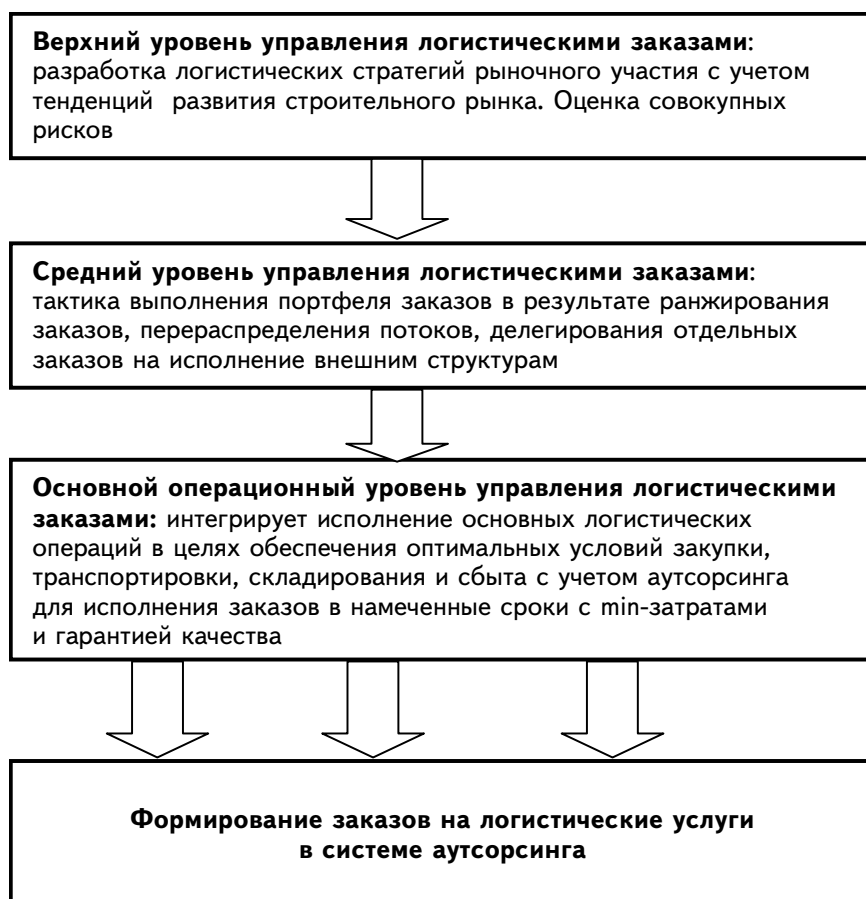 Верхний уровень управления логистическими заказами:
разработка логистических стратегий рыночного участия с учетом
тенденций развития строительного рынка. Оценка совокупных
рисков
Средний уровень управления логистическими заказами:
тактика выполнения портфеля заказов в результате ранжирования
заказов, перераспределения потоков, делегирования отдельных
заказов на исполнение внешним структурам
Основной операционный уровень управления логистическими
заказами: интегрирует исполнение основных логистических
операций в целях обеспечения оптимальных условий закупки,
транспортировки, складирования и сбыта с учетом аутсорсинга
для исполнения заказов в намеченные сроки с min-затратами
и гарантией качества
Формирование заказов на логистические услуги
в системе аутсорсинга